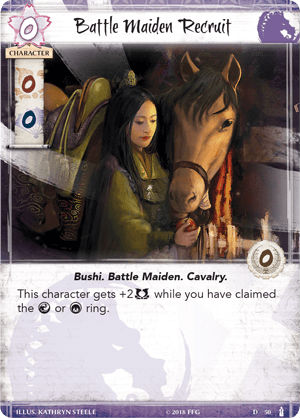 Battle Maiden Recruit
0
CHARACTER
0
0
0
Bushi. Battle Maiden. Cavalry.
This character gets +2 while you have claimed
the or ring.
ILLUS. KATHRYN STEELE © 2018 FFG D 50